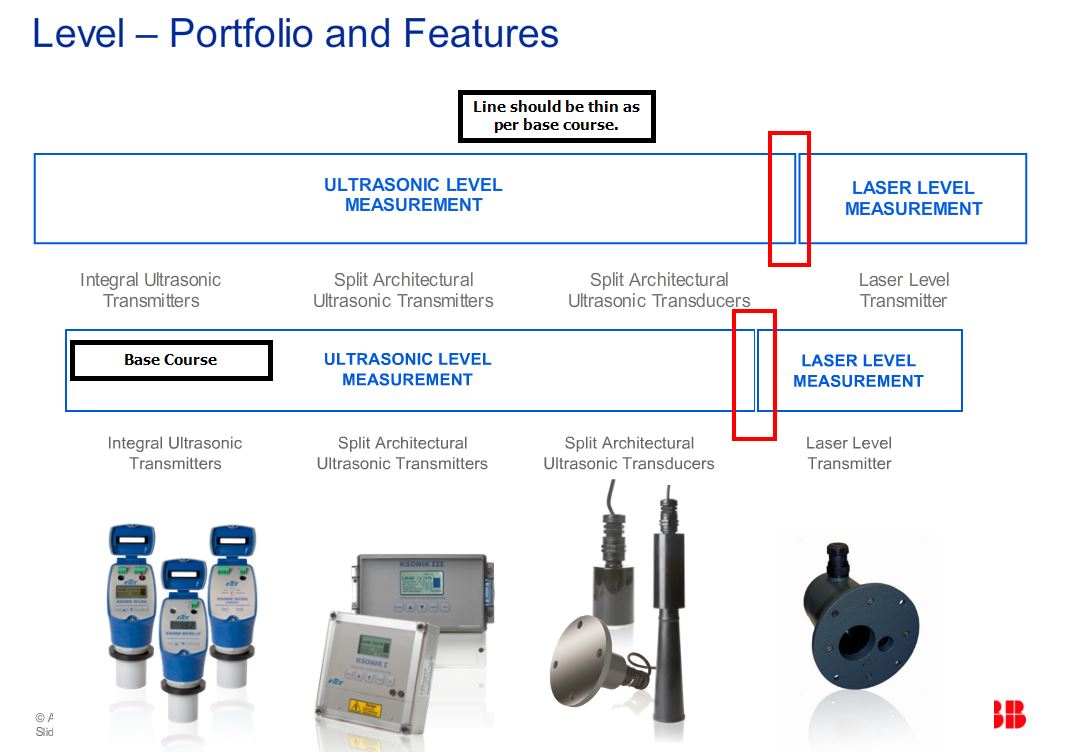 Level – Portfolio and Features
Line should be thin as
per base course.
ULTRASONIC LEVEL
MEASUREMENT
LASER LEVEL
MEASUREMENT
Integral Ultrasonic
Transmitters
Split Architectural
Ultrasonic Transmitters
Split Architectural
Ultrasonic Transducers
Laser Level
Transmitter
Base Course
ULTRASONIC LEVEL
MEASUREMENT
LASER LEVEL
MEASUREMENT
Integral Ultrasonic
Transmitters
Split Architectural
Ultrasonic Transmitters
Split Architectural
Ultrasonic Transducers
Laser Level
Transmitter
KSONIK III
KSONIK I
© A
Slid